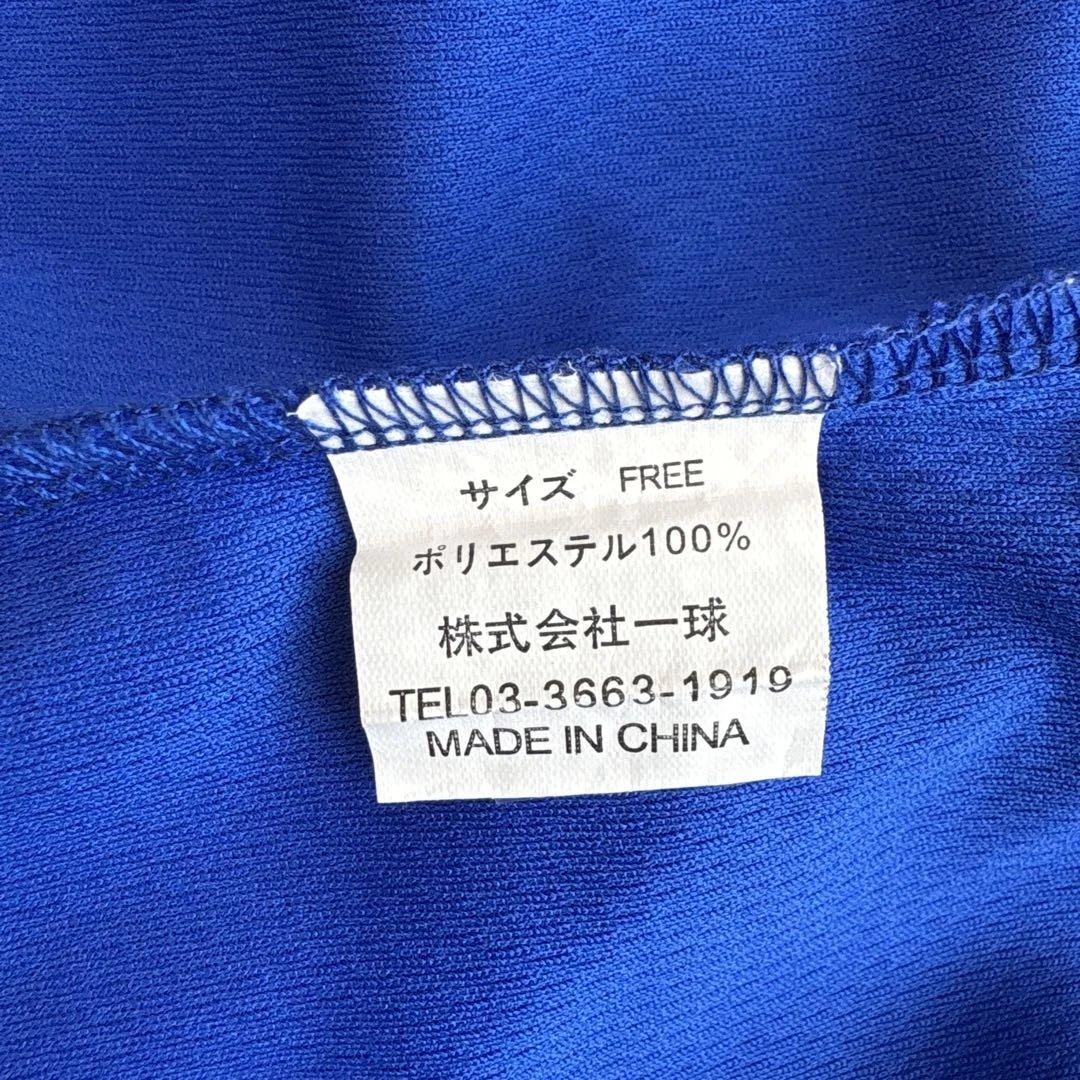 サイズ FREE
ポリエステル100%
株式会社一球
TEL03-3663-1919
MADE IN CHINA